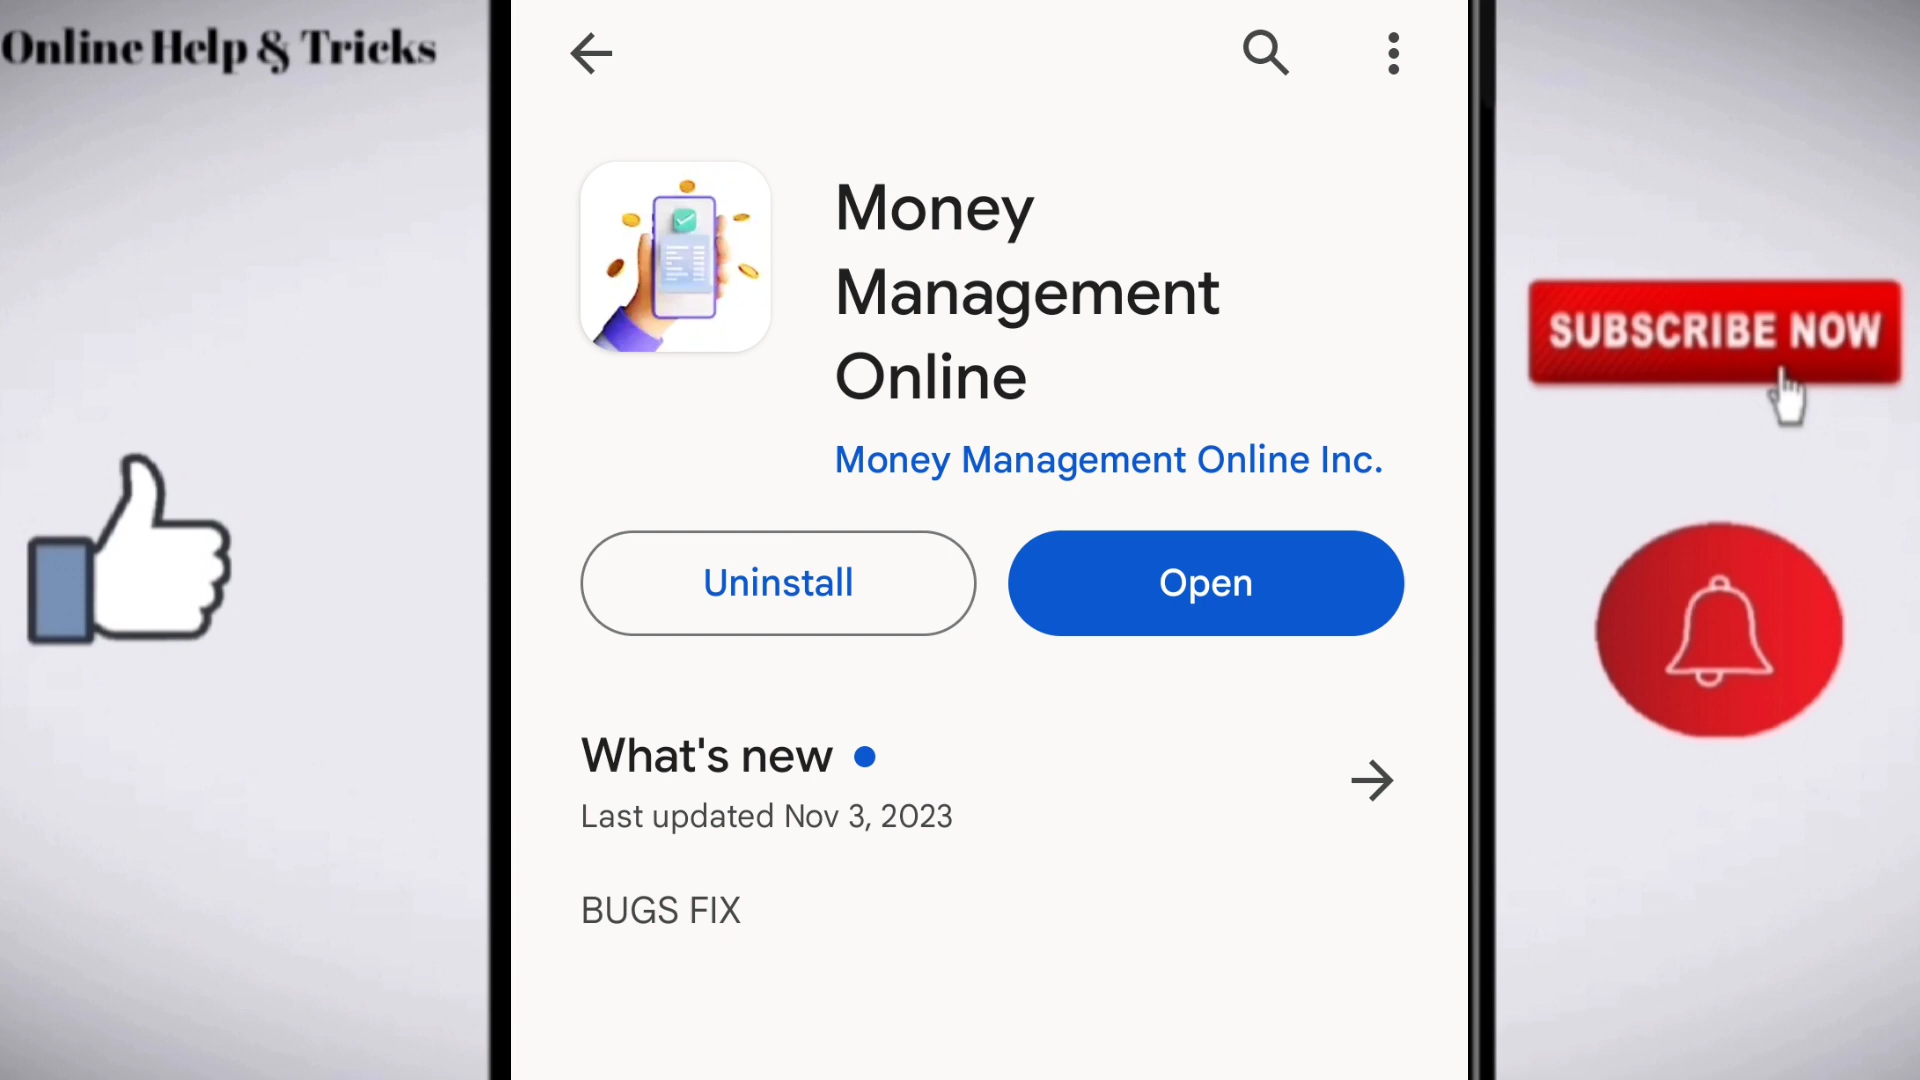 Online Help & Tricks
Money
Management
Online
Money Management Online Inc.
Uninstall
Open
SUBSCRIBE NOW
What's new
Last updated Nov 3, 2023
BUGS FIX